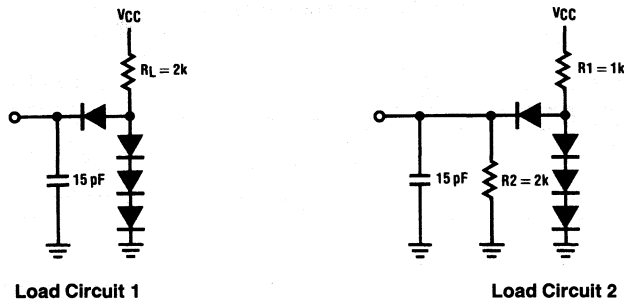 VCC
RL = 2k
15 pF
Load Circuit 1
VCC
R1 = 1k
15 pF
R2 = 2k
Load Circuit 2